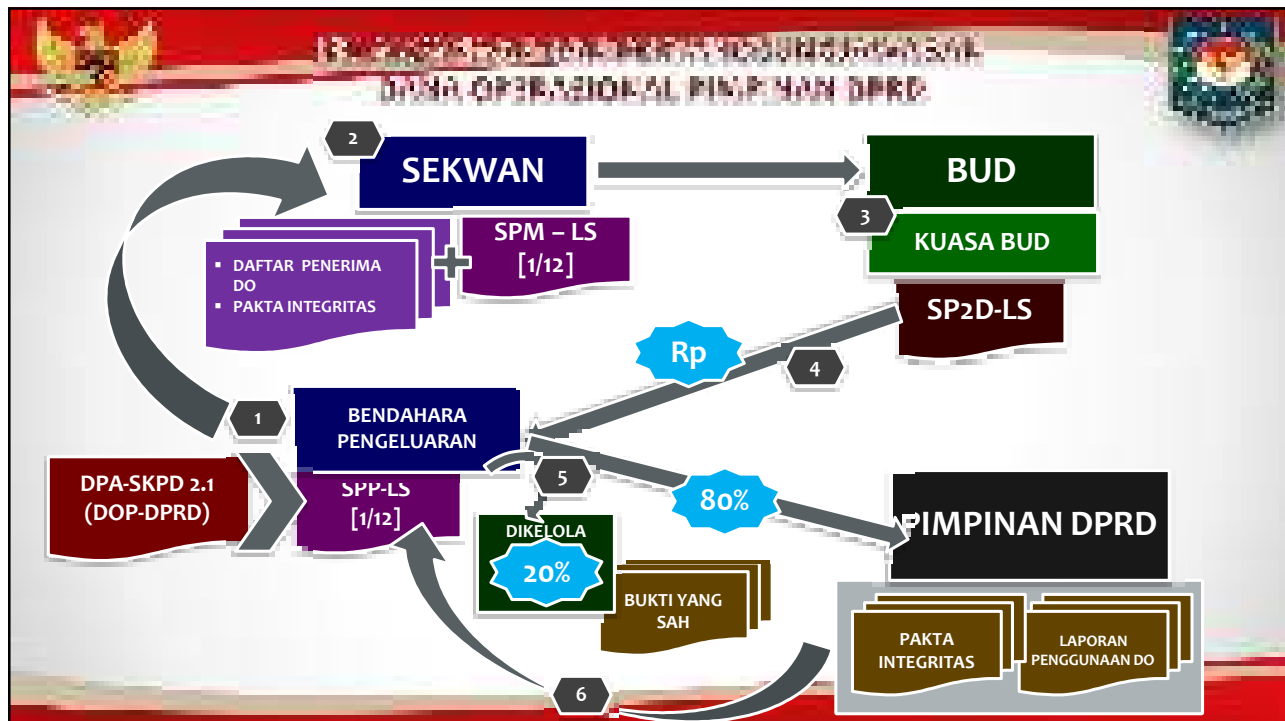 DANA OPERASIONAL PIMPINAN DPRD
2
SEKWAN
BUD
3
KUASA BUD
SPM – LS
[1/12]
▪ DAFTAR PENERIMA
DO
▪ PAKTA INTEGRITAS
SP2D-LS
Rp
4
1
BENDAHARA
PENGELUARAN
5
80%
DPA-SKPD 2.1
(DOP-DPRD)
SPP-LS
[1/12]
DIKELOLA
20%
PIMPINAN DPRD
BUKTI YANG
SAH
PAKTA
INTEGRITAS
LAPORAN
PENGGUNAAN DO
6